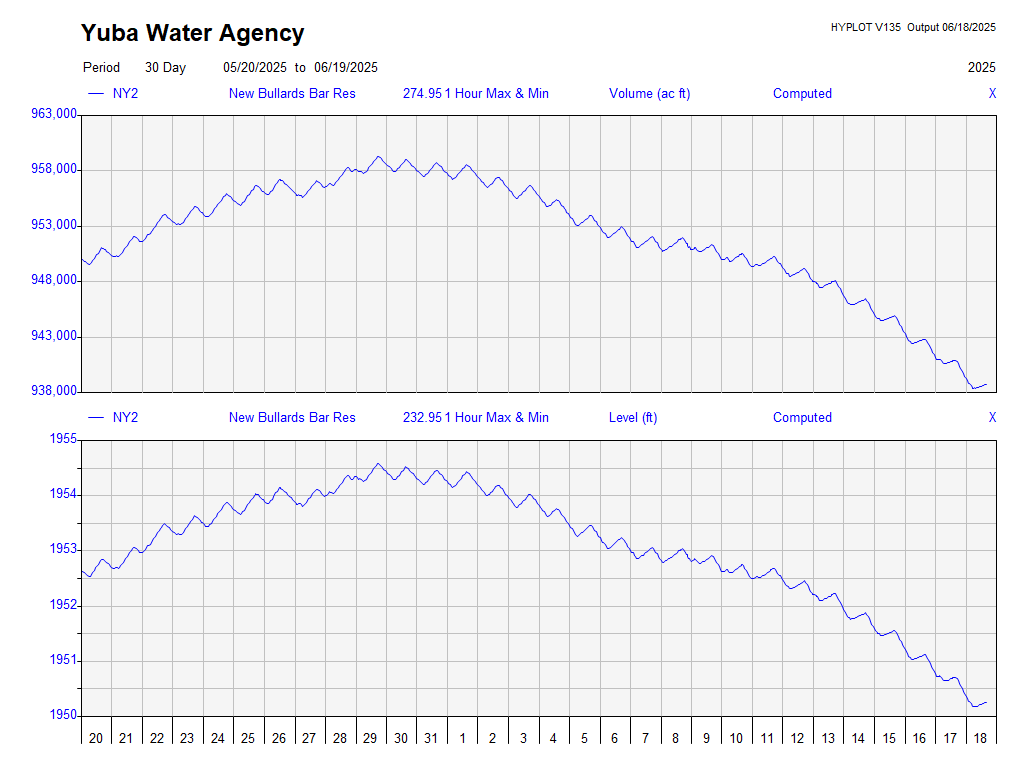 Yuba Water Agency
HYPLOT V135 Output 06/18/2025
Period 30 Day 05/20/2025 to 06/19/2025 2025
NY2 New Bullards Bar Res 274.95 1 Hour Max & Min Volume (ac ft) Computed X
963,000
958,000
953,000
948,000
943,000
938,000
NY2 New Bullards Bar Res 232.95 1 Hour Max & Min Level (ft) Computed X
1955
1954
1953
1952
1951
1950
20 21 22 23 24 25 26 27 28 29 30 31 1 2 3 4 5 6 7 8 9 10 11 12 13 14 15 16 17 18